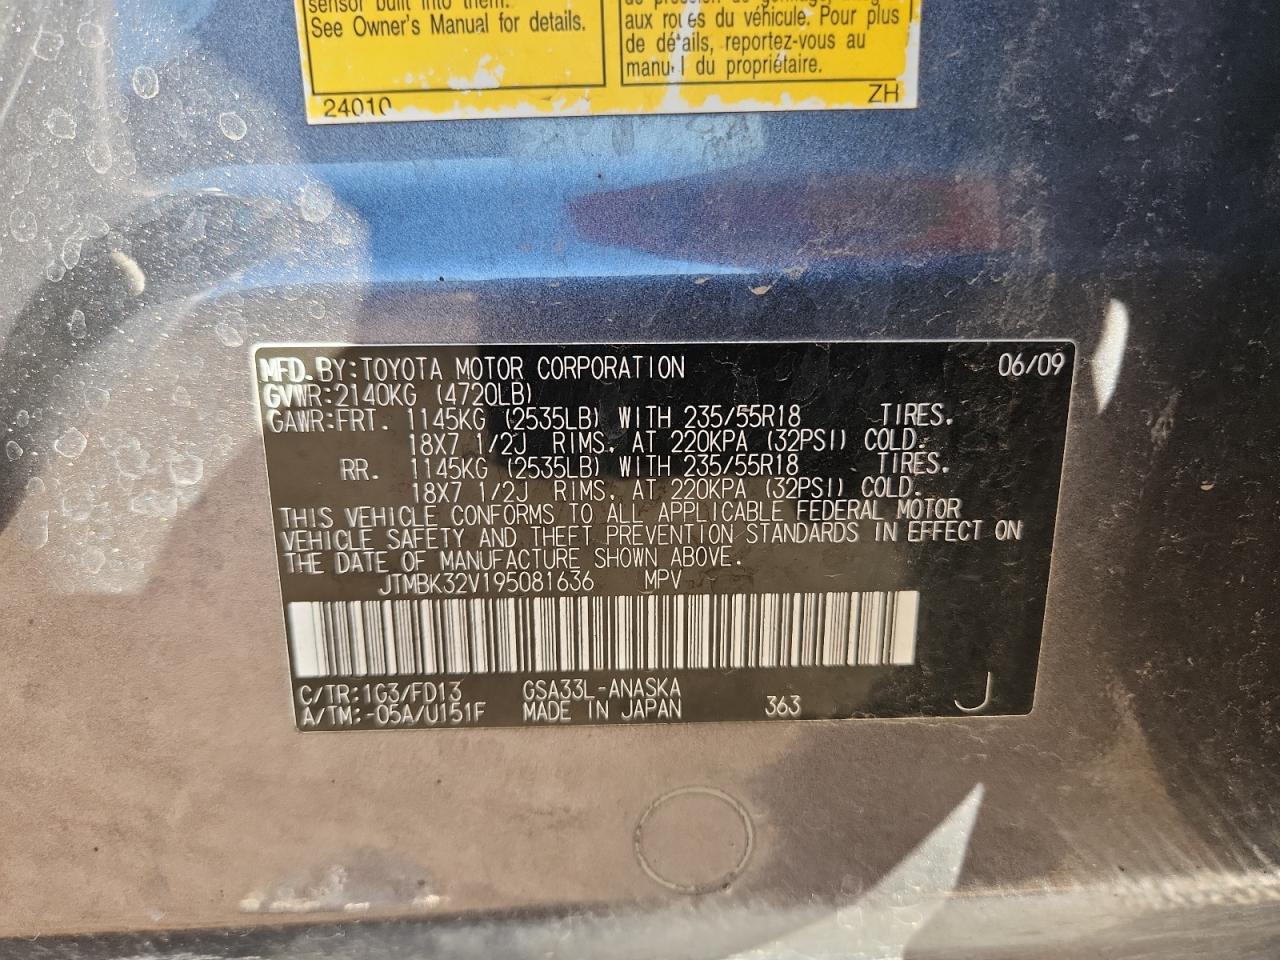 sensor built into them.
See Owner's Manual for details.
aux roues du véhicule. Pour plus
de détails, reportez-vous au
manuel du propriétaire.
24010
ZH
MFD. BY:TOYOTA MOTOR CORPORATION 06/09
GVWR:2140KG (4720LB)
GAWR:FRT. 1145KG (2535LB) WITH 235/55R18 TIRES.
18X7 1/2J RIMS, AT 220KPA (32PSI) COLD.
RR. 1145KG (2535LB) WITH 235/55R18 TIRES.
18X7 1/2J RIMS, AT 220KPA (32PSI) COLD.
THIS VEHICLE CONFORMS TO ALL APPLICABLE FEDERAL MOTOR
VEHICLE SAFETY AND THEFT PREVENTION STANDARDS IN EFFECT ON
THE DATE OF MANUFACTURE SHOWN ABOVE.
JTMBK32V195081636 MPV
C/TR:1G3/FD13 GSA33L-ANASKA
A/TM:-05A/U151F MADE IN JAPAN 363 J